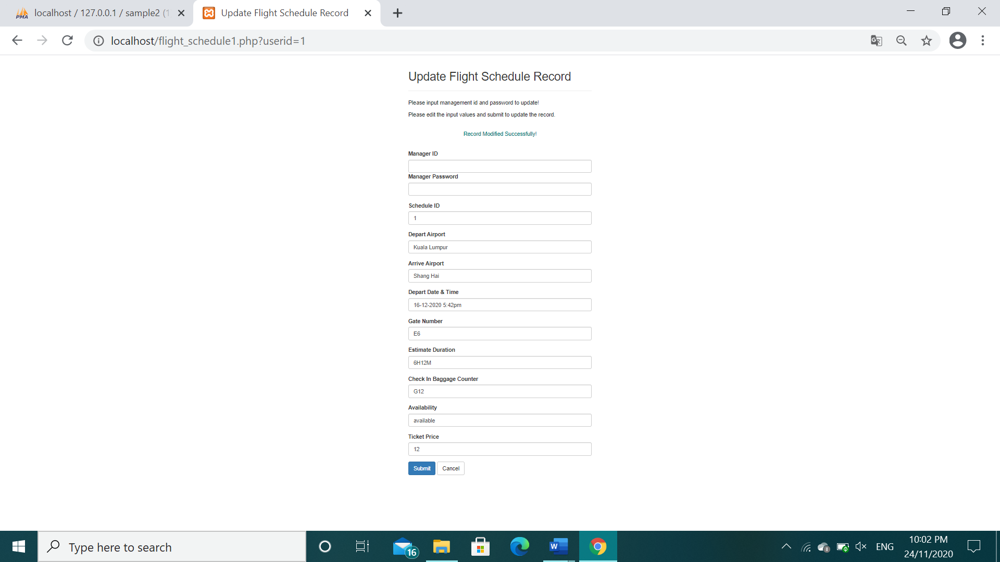 PMA localhost / 127.0.0.1 / sample2 (1
Update Flight Schedule Record
localhost/flight_schedule1.php?userid=1
Update Flight Schedule Record
Please input management id and password to update!
Please edit the input values and submit to update the record.
Record Modified Successfully!
Manager ID
Manager Password
Schedule ID
1
Depart Airport
Kuala Lumpur
Arrive Airport
Shang Hai
Depart Date & Time
16-12-2020 5:42pm
Gate Number
E6
Estimate Duration
6H12M
Check In Baggage Counter
G12
Availability
available
Ticket Price
12
Submit Cancel
Type here to search
16
W
ENG
10:02 PM
24/11/2020